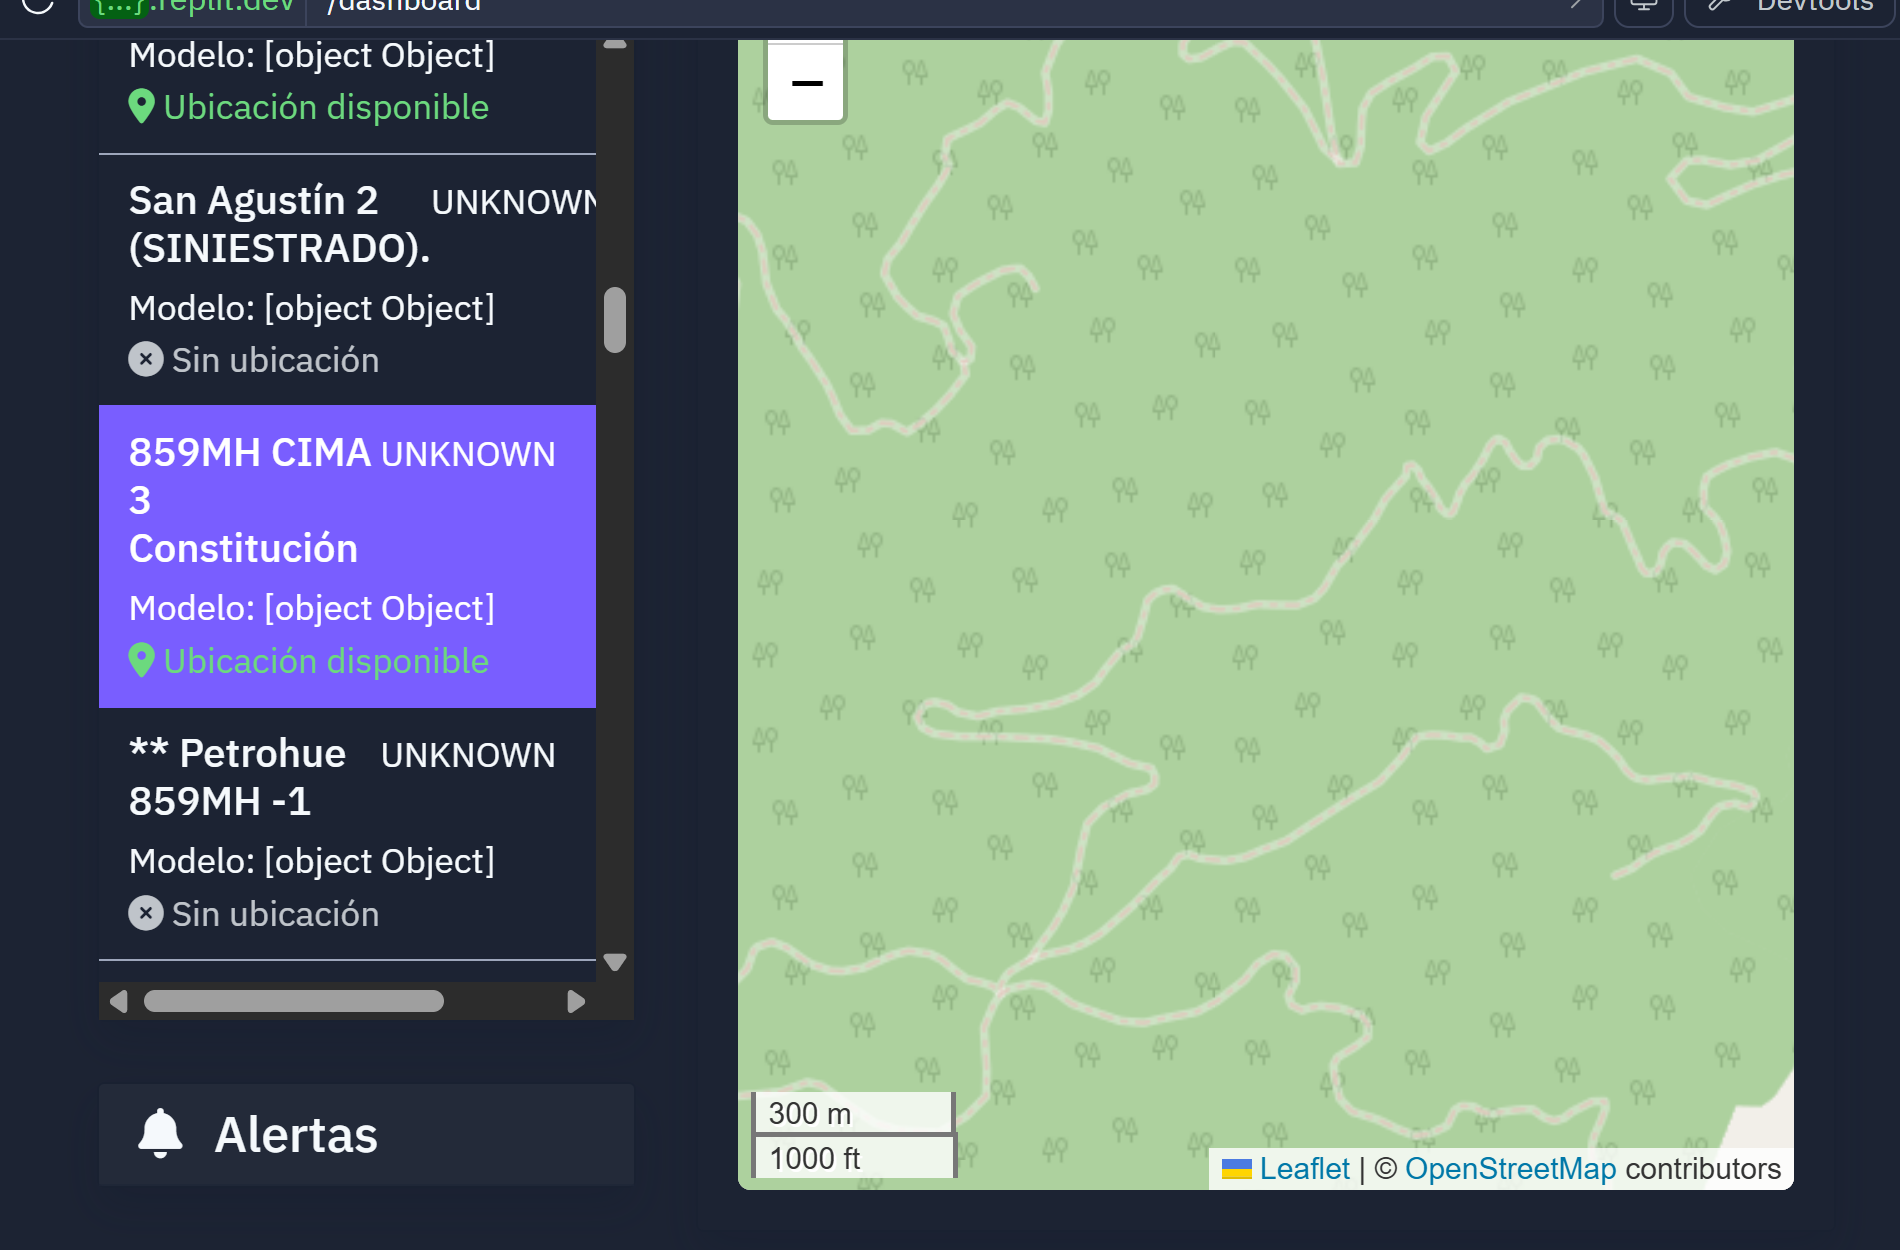 {...}.replit.dev /dashboard Devtools
Modelo: [object Object]
Ubicación disponible
San Agustín 2 UNKNOWN
(SINIESTRADO).
Modelo: [object Object]
Sin ubicación
859MH CIMA UNKNOWN
3
Constitución
Modelo: [object Object]
Ubicación disponible
** Petrohue UNKNOWN
859MH -1
Modelo: [object Object]
Sin ubicación
Alertas
−
300 m
1000 ft
Leaflet | © OpenStreetMap contributors